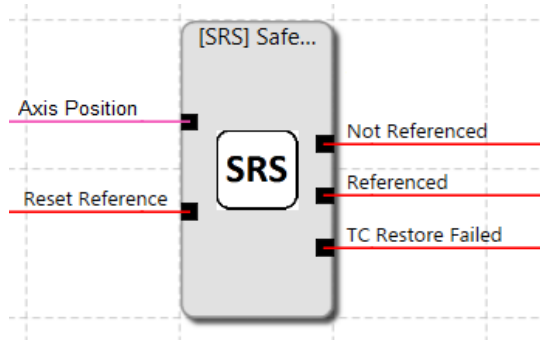 [SRS] Safe...
Axis Position
SRS
Not Referenced
Reset Reference
Referenced
TC Restore Failed